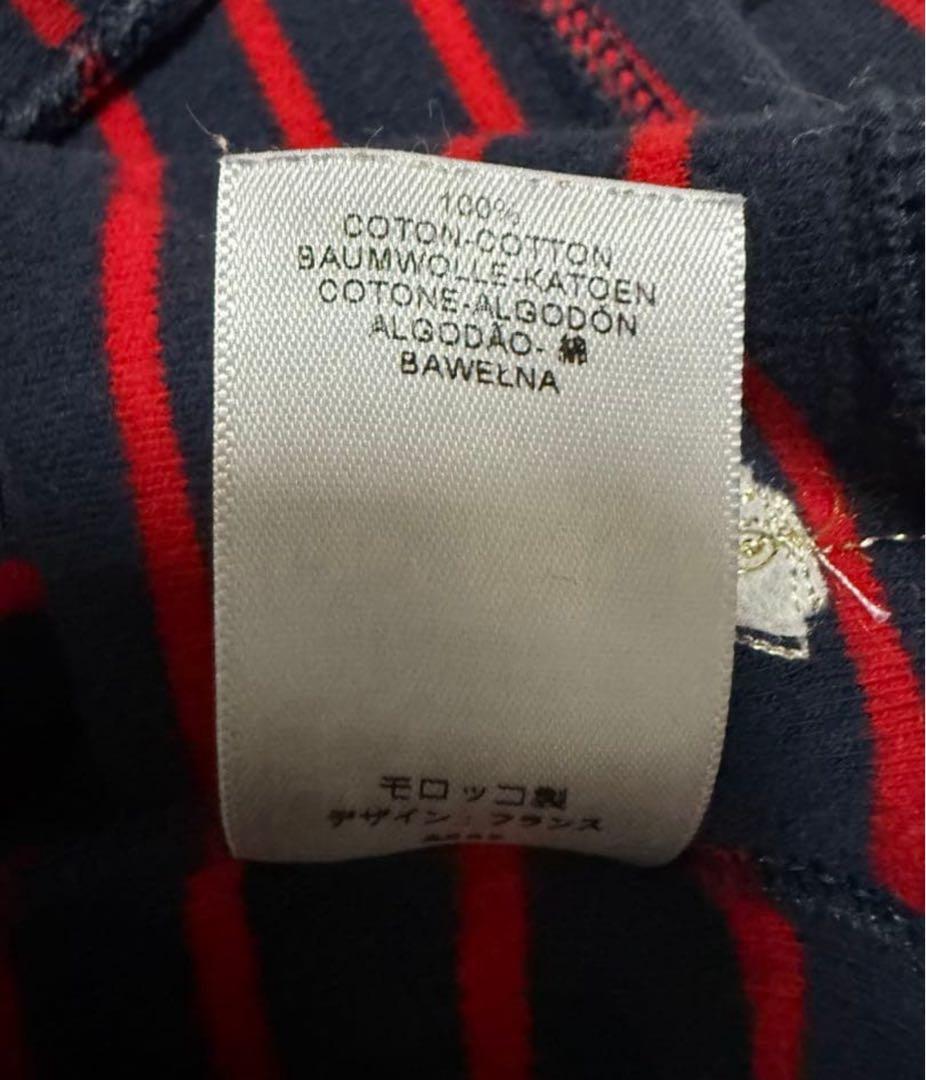 100%
COTON-COTTON
BAUMWOLLE-KATOEN
COTONE-ALGODÓN
ALGODÃO- 綿
BAWEŁNA
モロッコ製
デザイン：フランス